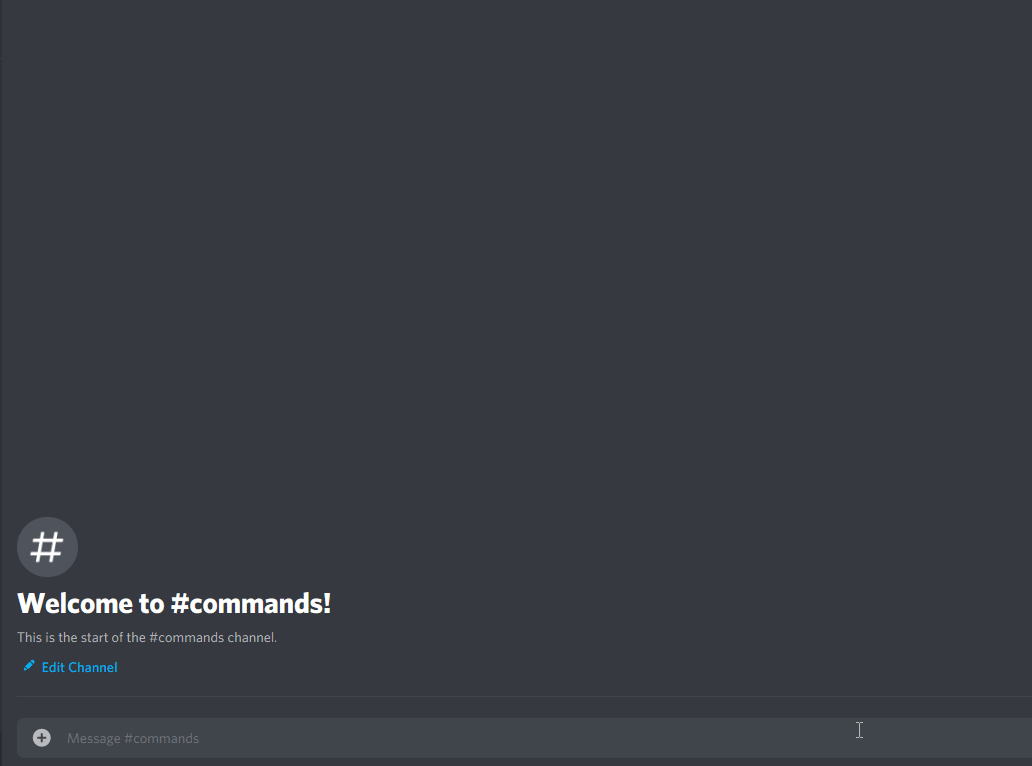 #
Welcome to #commands!
This is the start of the #commands channel.
Edit Channel
Message #commands